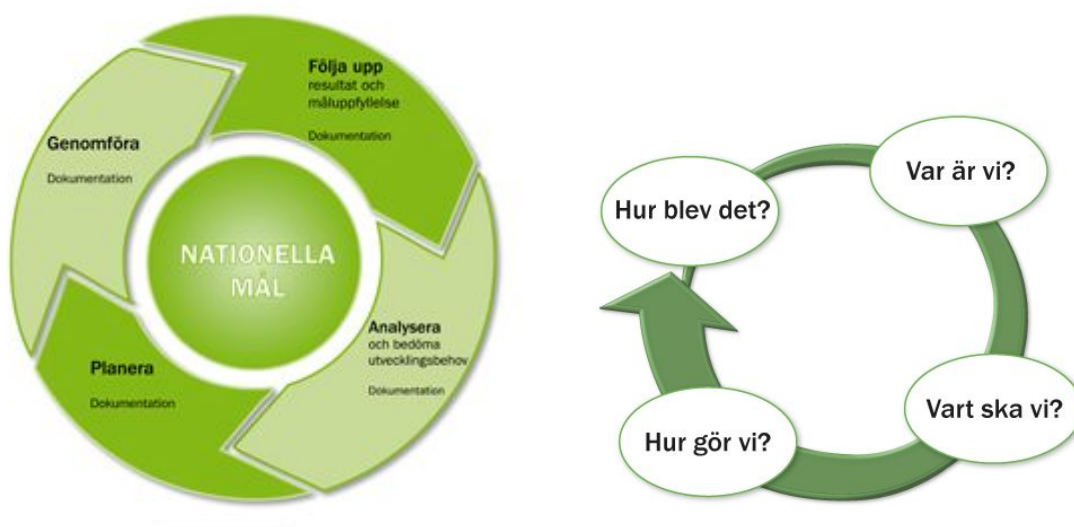 Följa upp
resultat och
måluppfyllelse
Dokumentation
Genomföra
Dokumentation
NATIONELLA
MÅL
Analysera
och bedöma
utvecklingsbehov
Dokumentation
Planera
Dokumentation
Var är vi?
Hur blev det?
Vart ska vi?
Hur gör vi?